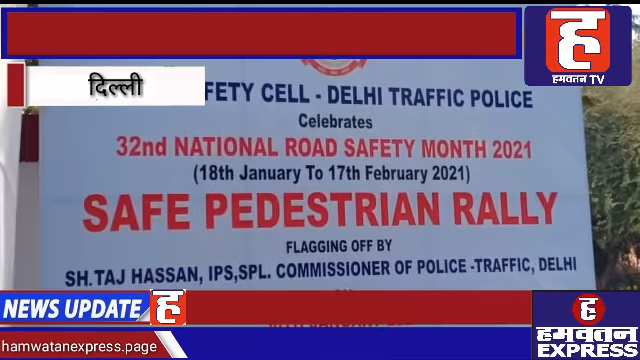 ह
हमवतन TV
दिल्ली
FETY CELL - DELHI TRAFFIC POLICE
Celebrates
32nd NATIONAL ROAD SAFETY MONTH 2021
(18th January To 17th February 2021)
SAFE PEDESTRIAN RALLY
FLAGGING OFF BY
SH.TAJ HASSAN, IPS,SPL. COMMISSIONER OF POLICE -TRAFFIC, DELHI
NEWS UPDATE ह
ह
hamwatanexpress.page
हमवतन
EXPRESS